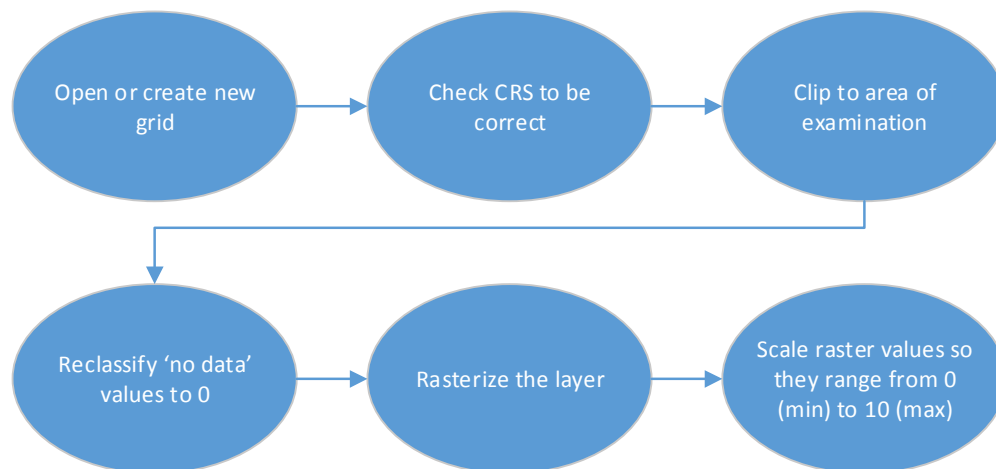 Open or create new
grid
Check CRS to be
correct
Clip to area of
examination
Reclassify ‘no data’
values to 0
Rasterize the layer
Scale raster values so
they range from 0
(min) to 10 (max)